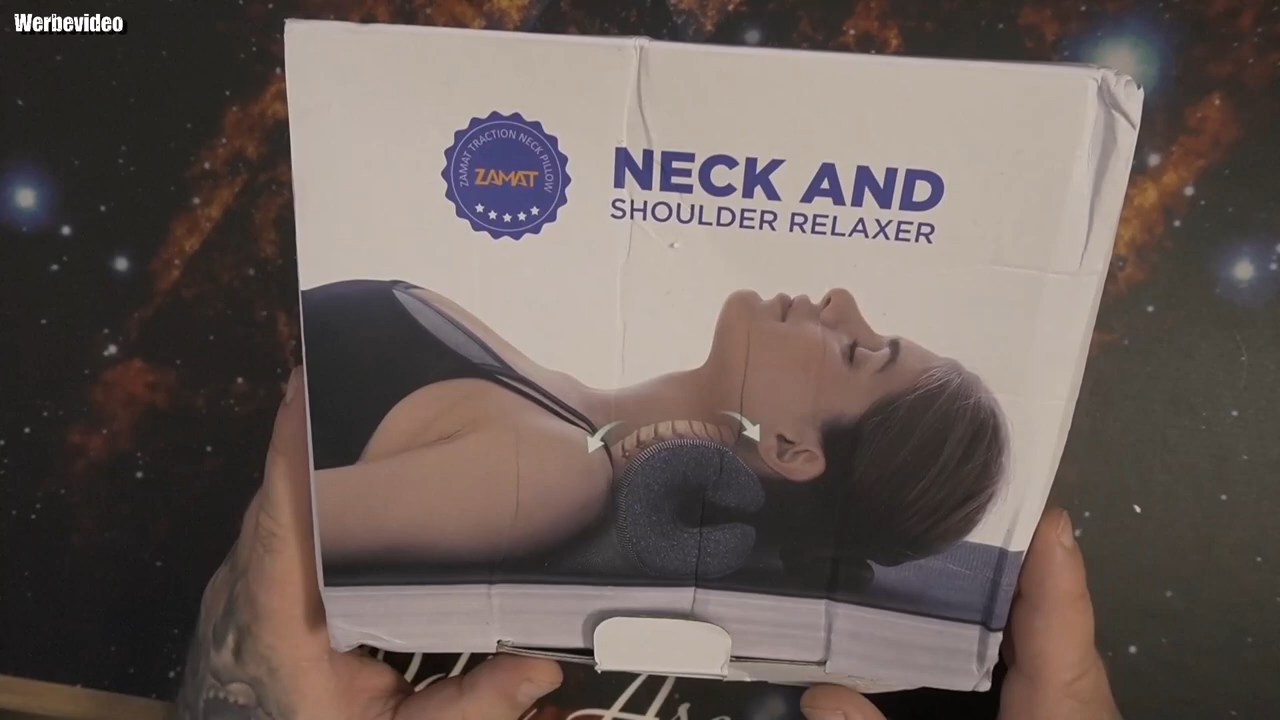 Werbevideo
ZAMAT TRACTION NECK PILLOW
ZAMAT
NECK AND
SHOULDER RELAXER